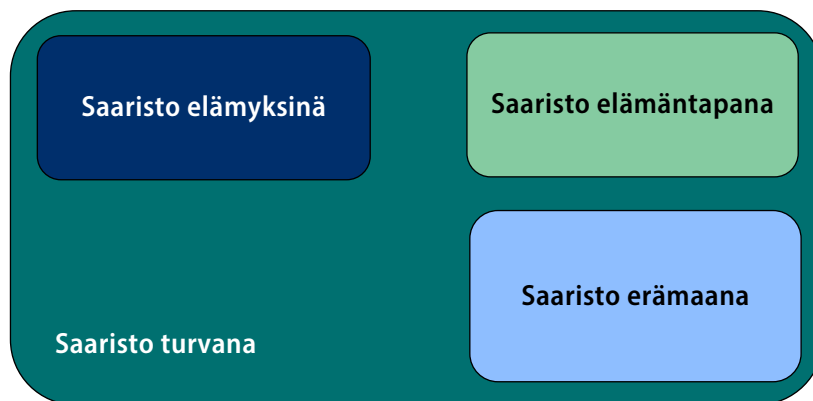 Saaristo elämyksinä
Saaristo elämäntapana
Saaristo erämaana
Saaristo turvana